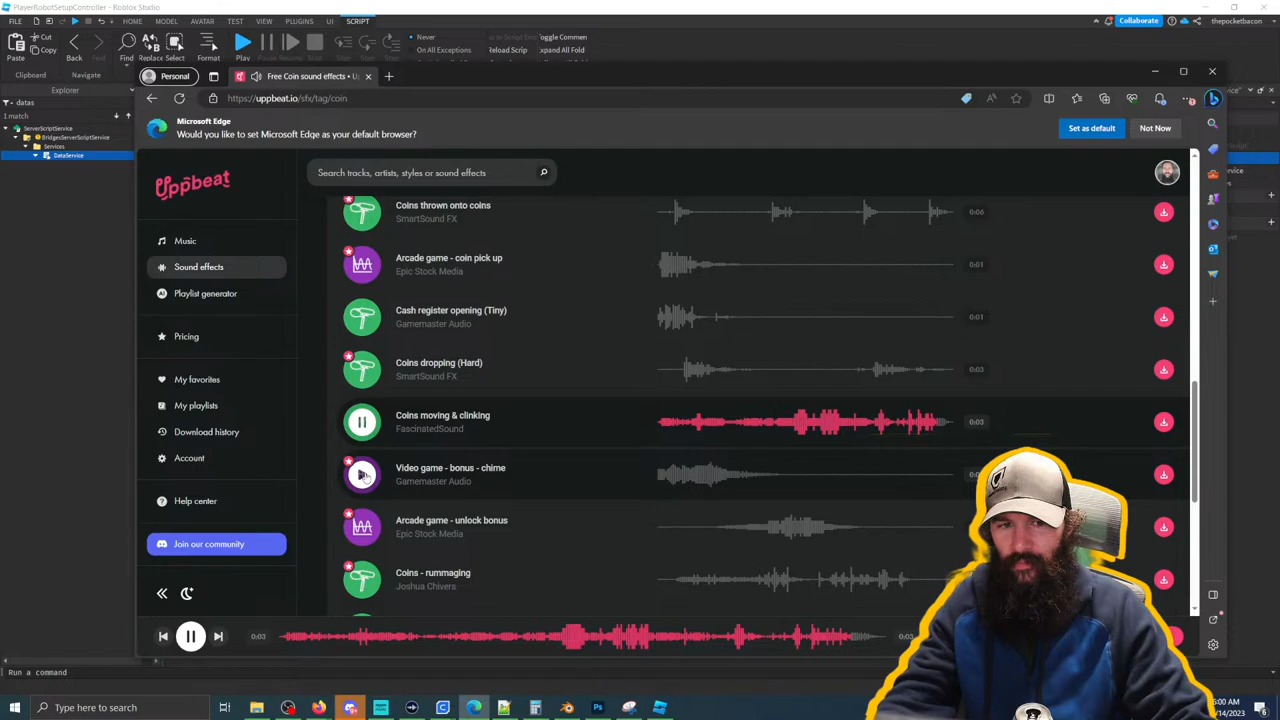 PlayerRobotSetupController - Roblox Studio
FILE HOME MODEL AVATAR TEST VIEW PLUGINS UI SCRIPT
Collaborate thepocketbacon
Paste Cut Copy Back Find Replace Select Format Play Never On All Exceptions Reload Script Toggle Commen Expand All Fold
Clipboard Navigate
Explorer
datas
1 match
ServerScriptService
BridgesServerScriptService
Services
DataService
Personal Free Coin sound effects • U
https://uppbeat.io/sfx/tag/coin
Microsoft Edge
Would you like to set Microsoft Edge as your default browser? Set as default Not Now
Uppbeat
Search tracks, artists, styles or sound effects
Music
Sound effects
Playlist generator
Pricing
My favorites
My playlists
Download history
Account
Help center
Join our community
Coins thrown onto coins
SmartSound FX
0:06
Arcade game - coin pick up
Epic Stock Media
0:01
Cash register opening (Tiny)
Gamemaster Audio
0:01
Coins dropping (Hard)
SmartSound FX
0:03
Coins moving & clinking
FascinatedSound
0:03
Video game - bonus - chime
Gamemaster Audio
Arcade game - unlock bonus
Epic Stock Media
Coins - rummaging
Joshua Chivers
0:03 0:03
Run a command
Type here to search
6